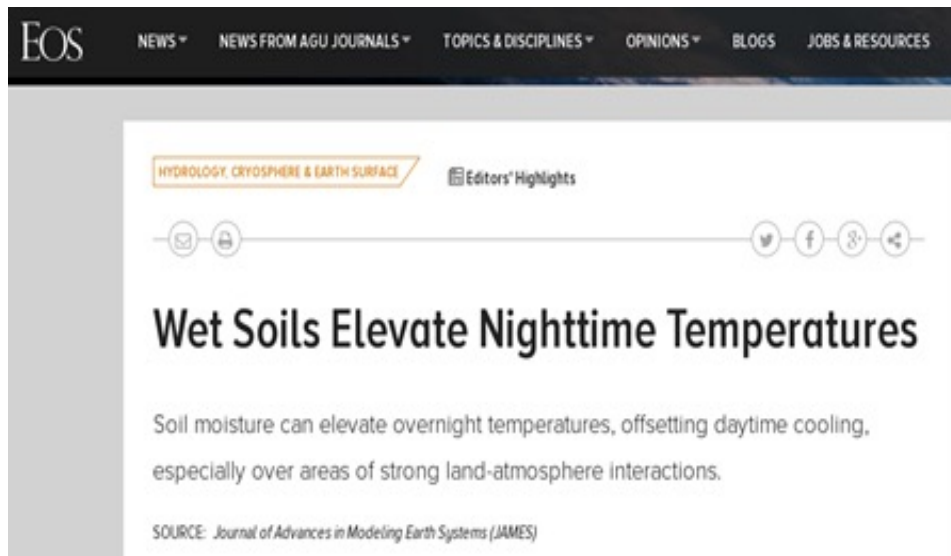 EOS
NEWS NEWS FROM AGU JOURNALS TOPICS & DISCIPLINES OPINIONS BLOGS JOBS & RESOURCES
HYDROLOGY, CRYOSPHERE & EARTH SURFACE Editors' Highlights
Wet Soils Elevate Nighttime Temperatures
Soil moisture can elevate overnight temperatures, offsetting daytime cooling,
especially over areas of strong land-atmosphere interactions.
SOURCE: Journal of Advances in Modeling Earth Systems (JAMES)